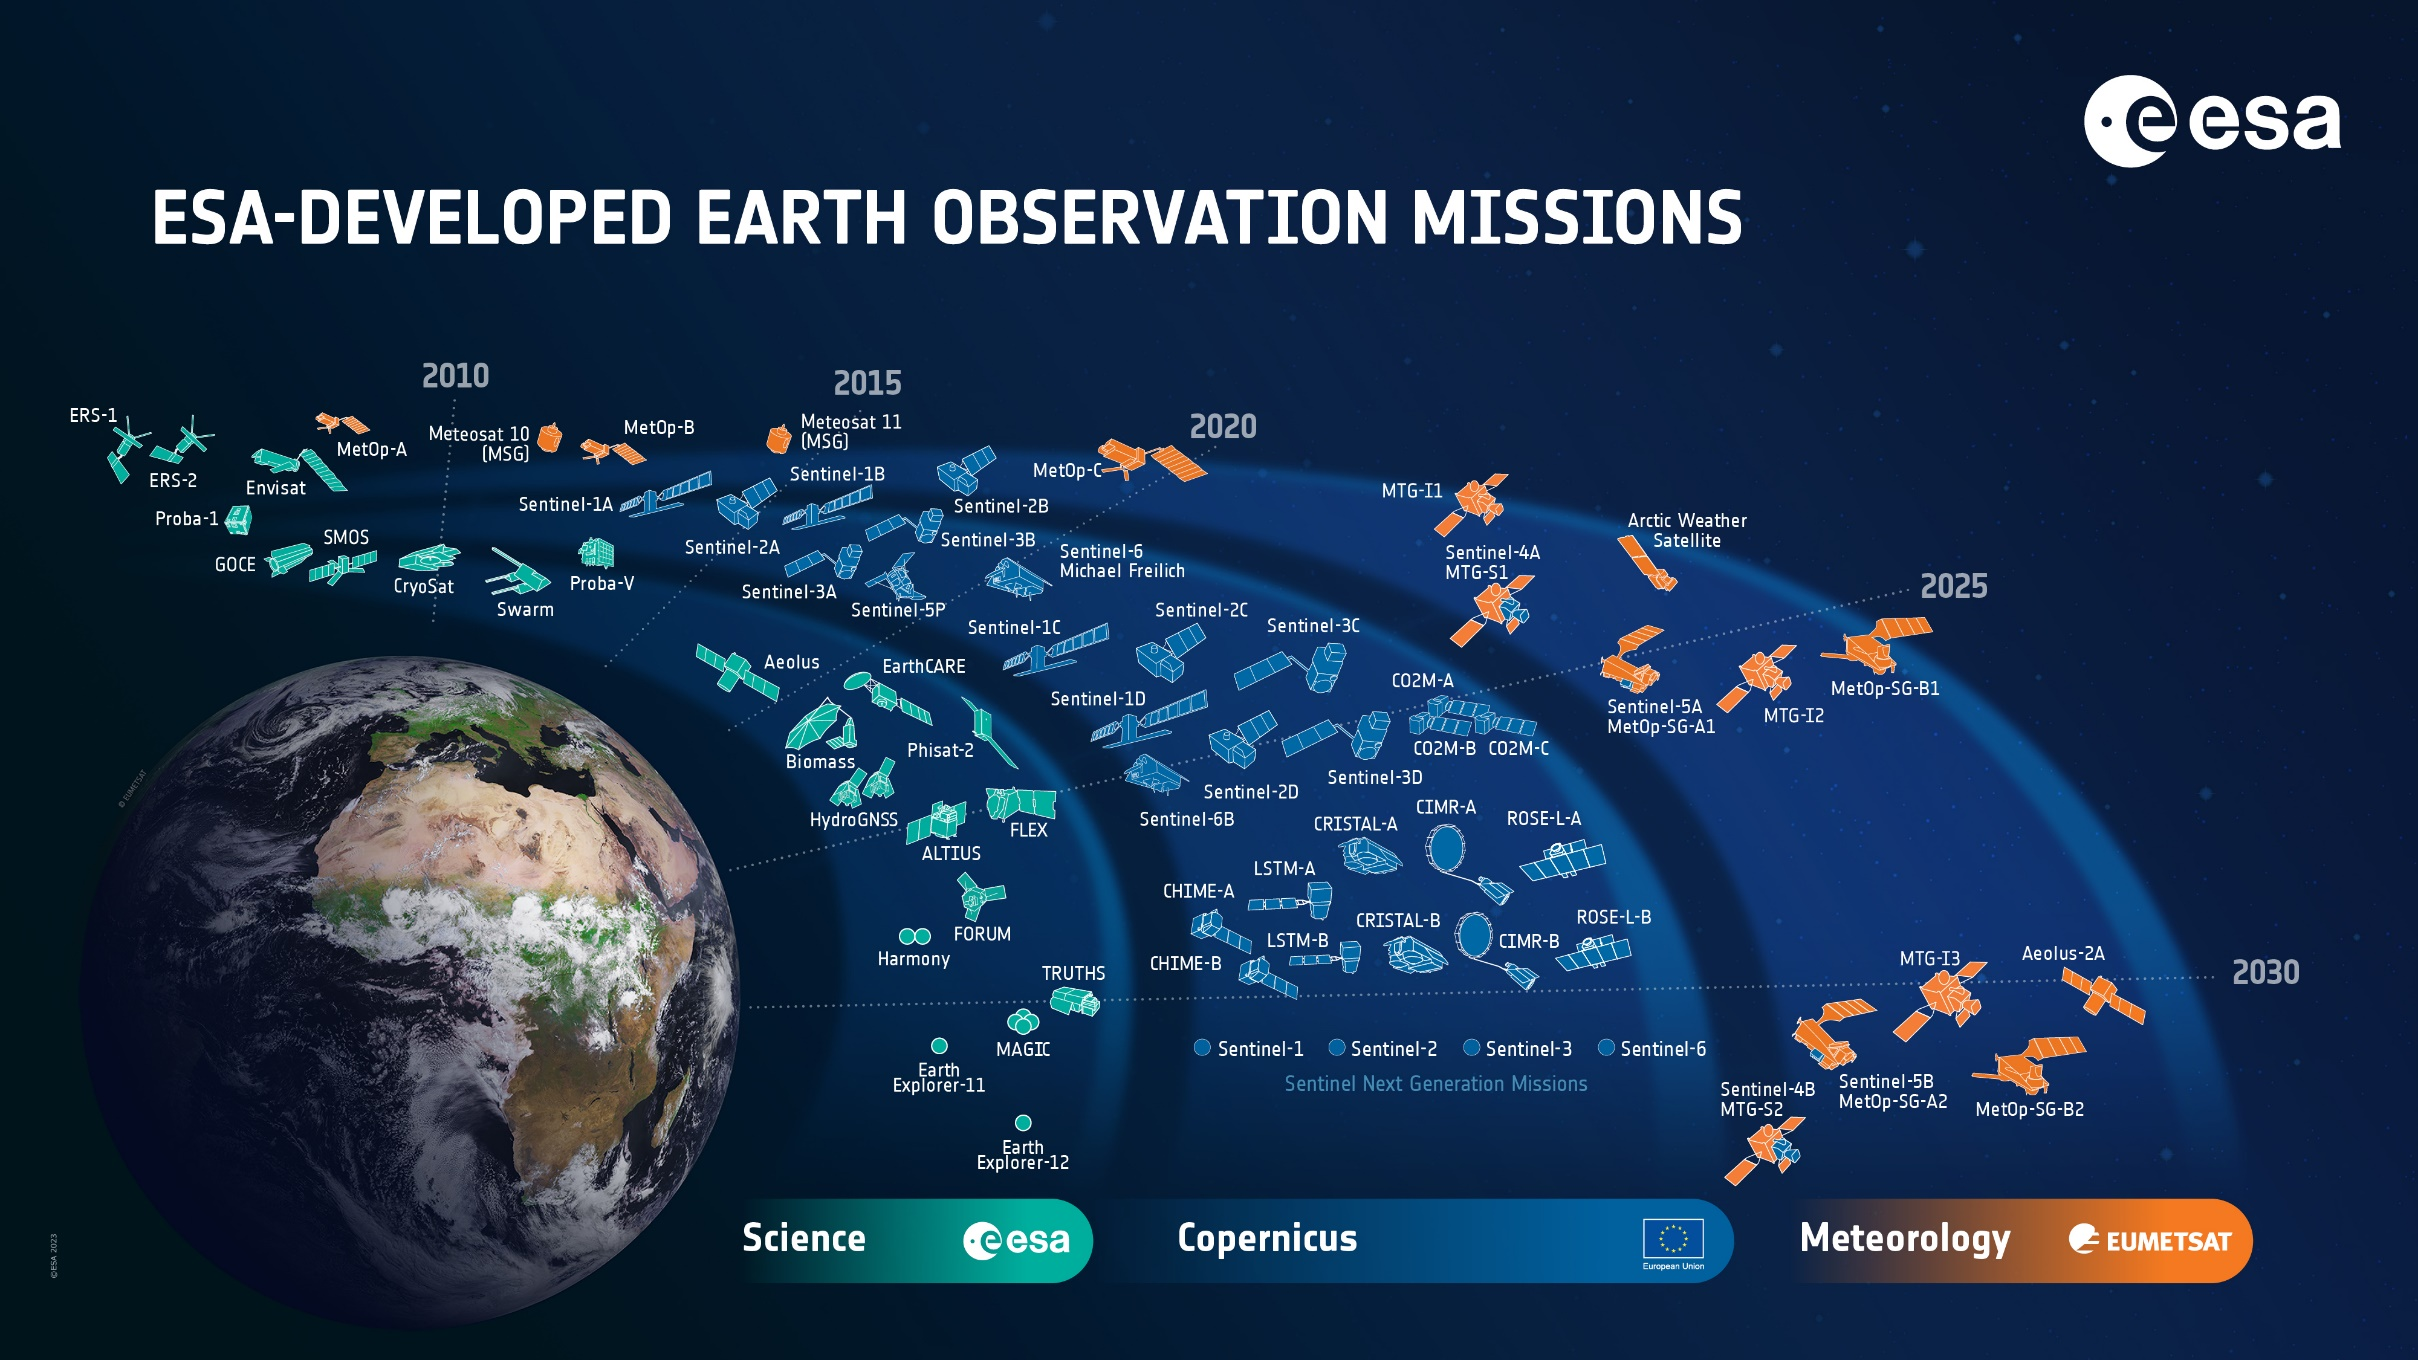 esa
ESA-DEVELOPED EARTH OBSERVATION MISSIONS
2010
2015
2020
2025
2030
ERS-1
ERS-2
Envisat
MetOp-A
Meteosat 10
(MSG)
MetOp-B
Meteosat 11
(MSG)
MetOp-C
Proba-1
GOCE
SMOS
CryoSat
Swarm
Proba-V
Sentinel-1A
Sentinel-2A
Sentinel-1B
Sentinel-2B
Sentinel-3B
Sentinel-3A
Sentinel-5P
Sentinel-6
Michael Freilich
MTG-I1
Sentinel-4A
MTG-S1
Arctic Weather
Satellite
Aeolus
EarthCARE
Biomass
Phisat-2
HydroGNSS
ALTIUS
FLEX
Sentinel-1C
Sentinel-2C
Sentinel-3C
Sentinel-1D
CO2M-A
CO2M-B
CO2M-C
Sentinel-2D
Sentinel-3D
Sentinel-6B
Sentinel-5A
MetOp-SG-A1
MTG-I2
MetOp-SG-B1
FORUM
Harmony
TRUTHS
MAGIC
Earth
Explorer-11
Earth
Explorer-12
CHIME-A
LSTM-A
CRISTAL-A
CIMR-A
ROSE-L-A
CHIME-B
LSTM-B
CRISTAL-B
CIMR-B
ROSE-L-B
Sentinel-1
Sentinel-2
Sentinel-3
Sentinel-6
Sentinel Next Generation Missions
MTG-I3
Aeolus-2A
Sentinel-4B
MTG-S2
Sentinel-5B
MetOp-SG-A2
MetOp-SG-B2
© EUMETSAT
©ESA 2023
Science
esa
Copernicus
European Union
Meteorology
EUMETSAT